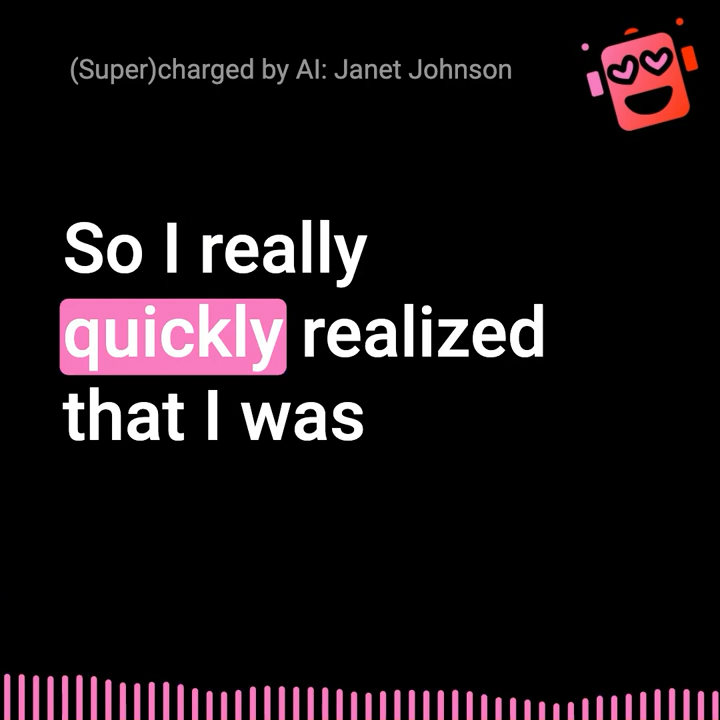 (Super)charged by AI: Janet Johnson
So I really
quickly realized
that I was